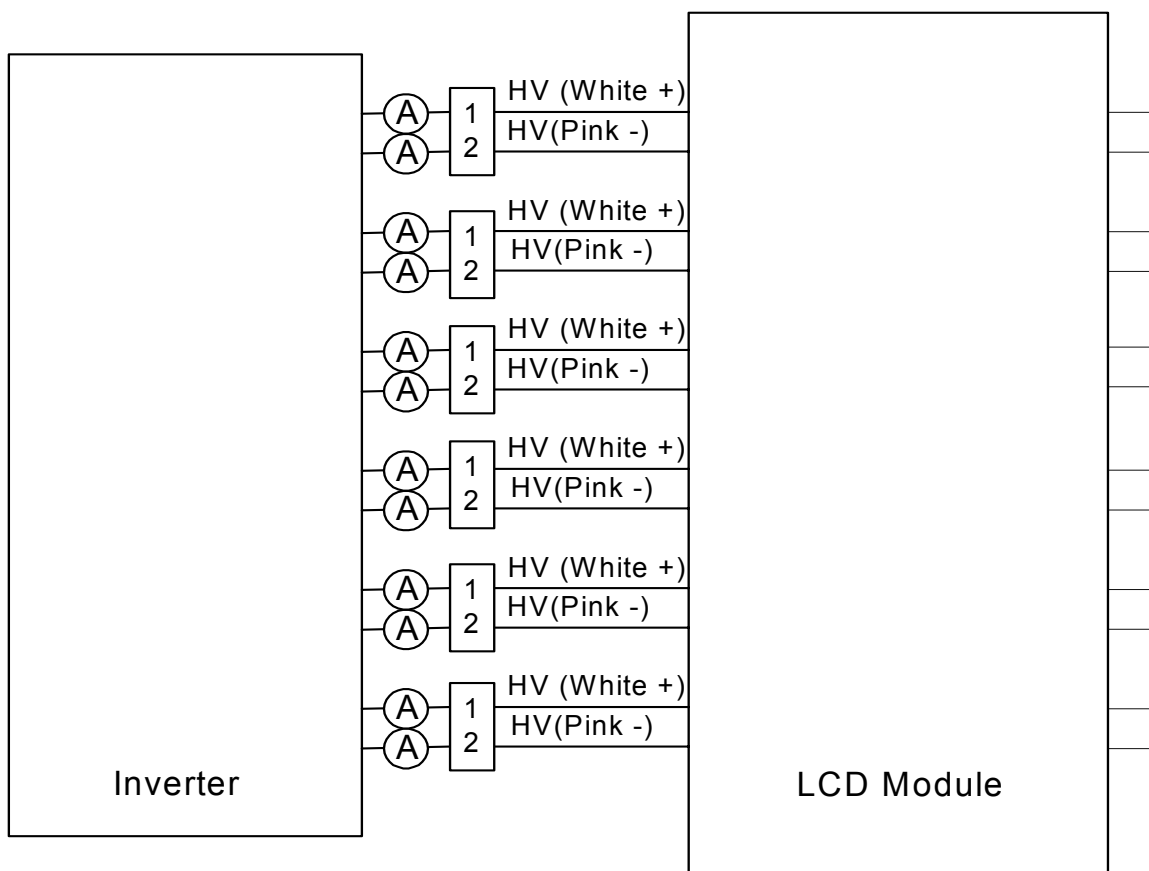 HV (White +)
A 1
HV(Pink -)
A 2
HV (White +)
A 1
HV(Pink -)
A 2
HV (White +)
A 1
HV(Pink -)
A 2
HV (White +)
A 1
HV(Pink -)
A 2
HV (White +)
A 1
HV(Pink -)
A 2
HV (White +)
A 1
HV(Pink -)
A 2
Inverter
LCD Module